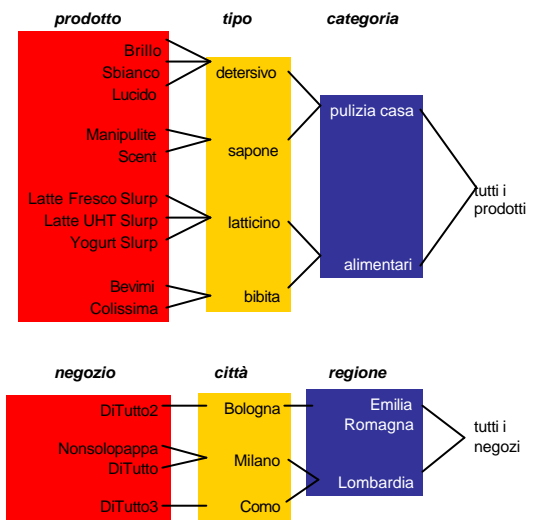 prodotto
tipo
categoria
Brillo
Sbianco
Lucido
detersivo
pulizia casa
Manipulite
Scent
sapone
Latte Fresco Slurp
Latte UHT Slurp
Yogurt Slurp
latticino
tutti i
prodotti
alimentari
Bevimi
Colissima
bibita
negozio
città
regione
DiTutto2
Bologna
Emilia
Romagna
tutti i
negozi
Nonsolopappa
DiTutto
Milano
Lombardia
DiTutto3
Como